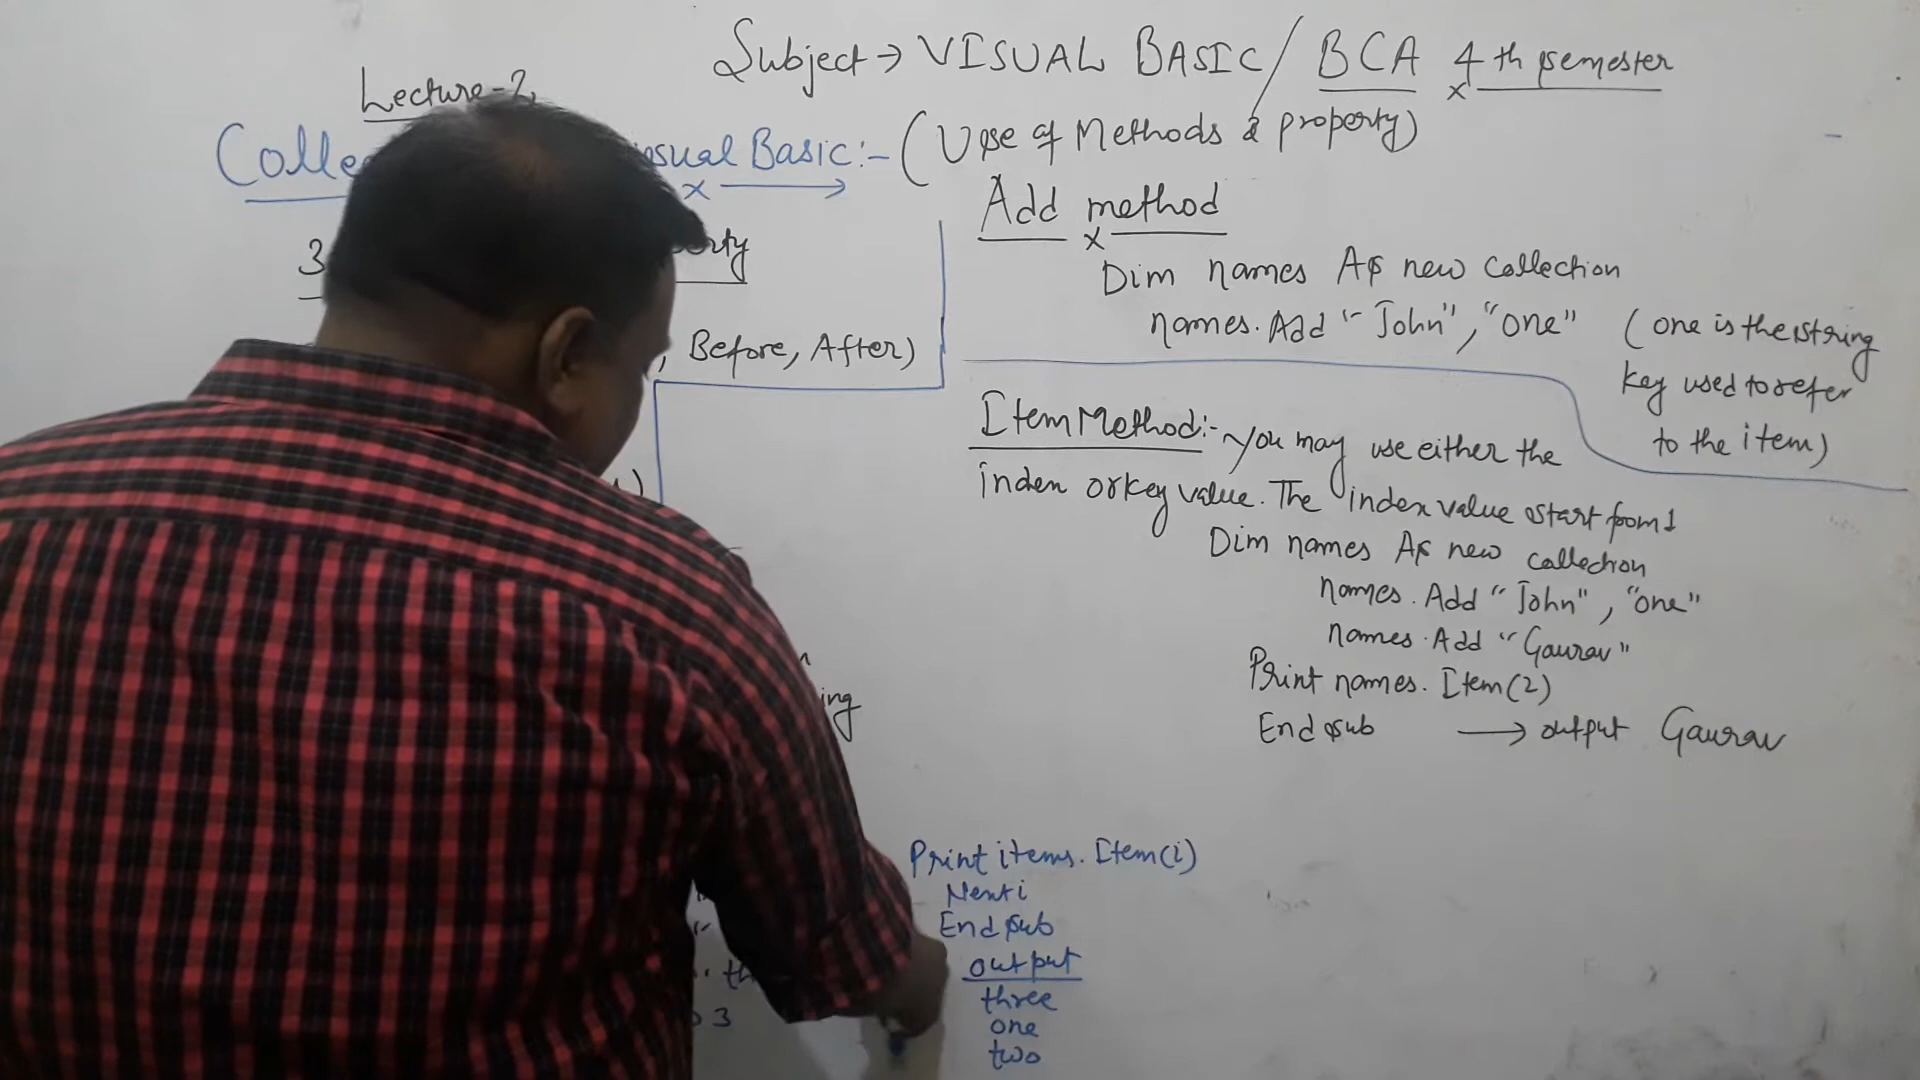 Subject → VISUAL BASIC / BCA 4th semester
Lecture-2
Colle sual Basic:- (Use of Methods & property)
3 rty
, Before, After)
Add method
Dim names As new collection
names.Add "John", "one" (one is the string
key used to refer
to the item)
Item Method:- You may use either the
index or key value. The index value start from 1
Dim names As new collection
names.Add "John", "one"
names.Add "Gaurav"
Print names.Item(2)
End sub → output Gaurav
ing
Print items.Item(i)
Next i
End sub
output
three
one
two
3